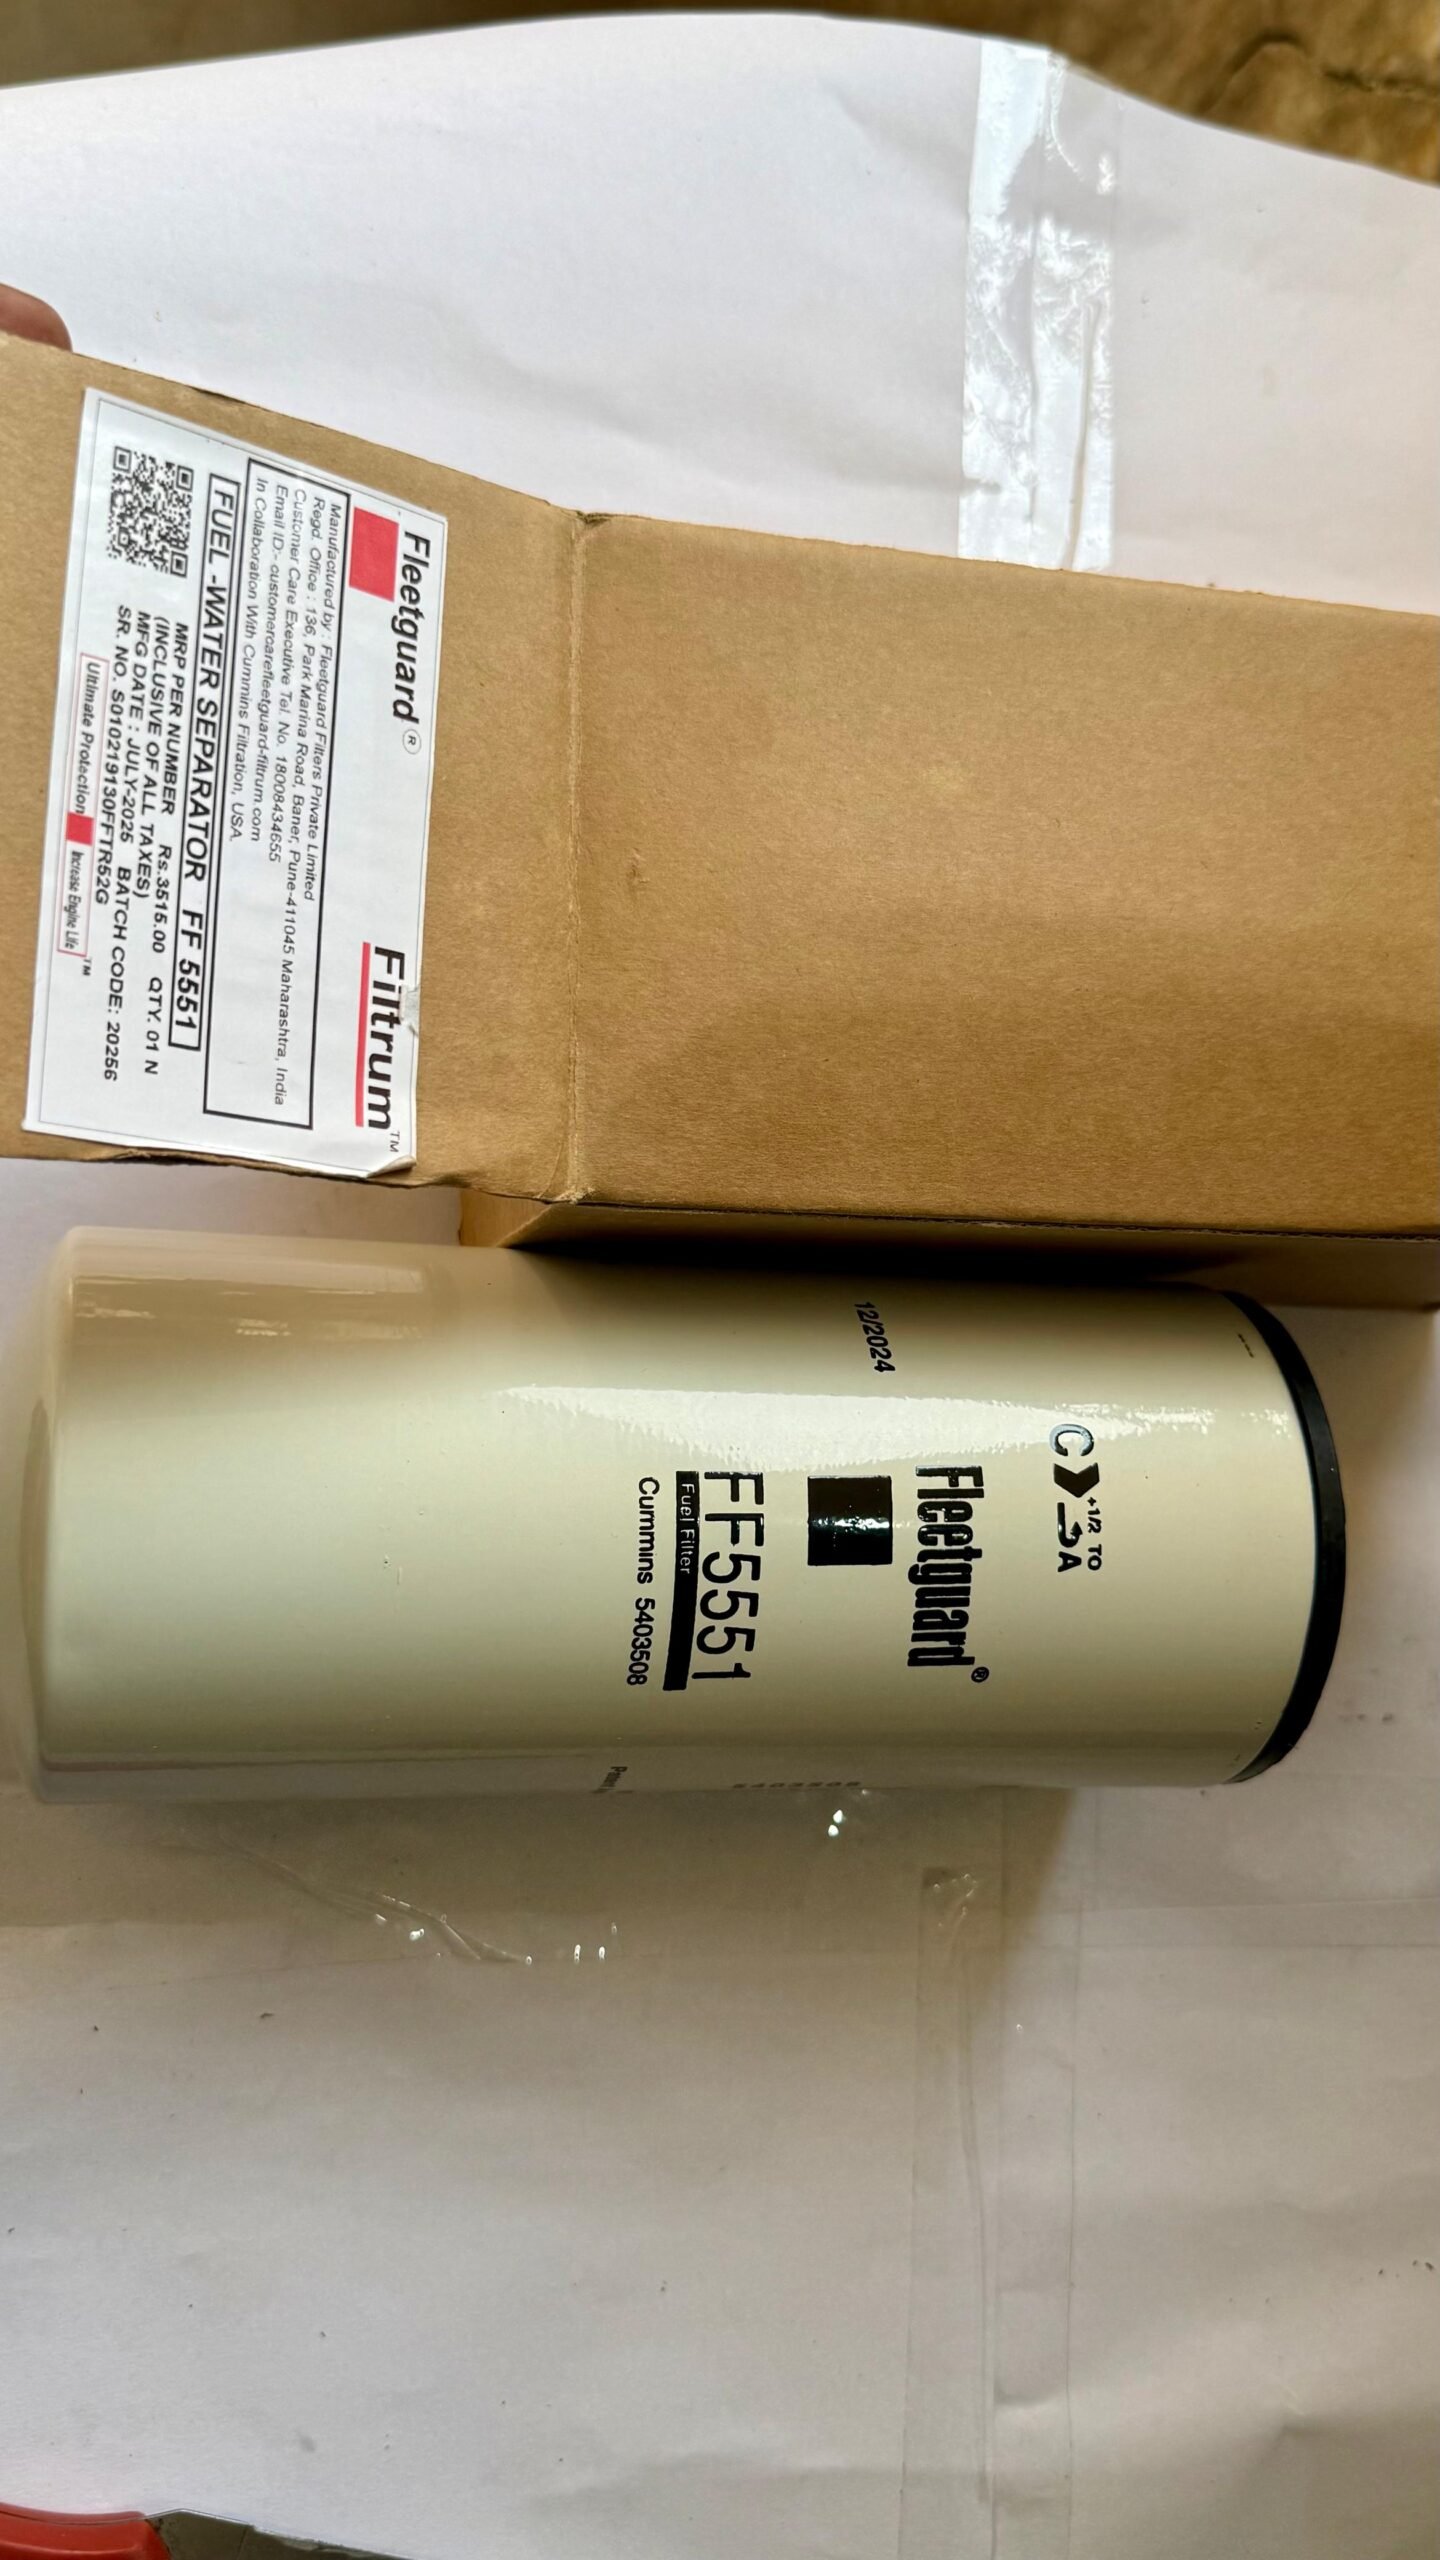 Fleetguard®
Filtrum™
Manufactured by : Fleetguard Filters Private Limited
Regd. Office : 136, Park Marina Road, Baner, Pune-411045 Maharashtra, India
Customer Care Executive Tel. No. 18008434655
Email ID:- customercarefleetguard-filtrum.com
In Collaboration With Cummins Filtration, USA.
FUEL -WATER SEPARATOR FF 5551
MRP PER NUMBER Rs.3515.00 QTY. 01 N
(INCLUSIVE OF ALL TAXES)
MFG DATE : JULY-2025 BATCH CODE: 20256
SR. NO. S010219130FFTR52G
Ultimate Protection Increase Engine Life ™
C +1/2 TO A
Fleetguard®
12/2024
FF5551
Fuel Filter
Cummins 5403508